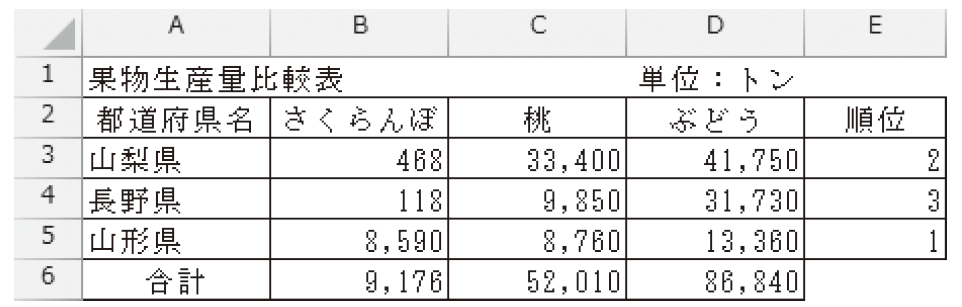 A B C D E
1 果物生産量比較表 単位：トン
2 都道府県名 さくらんぼ 桃 ぶどう 順位
3 山梨県 468 33,400 41,750 2
4 長野県 118 9,850 31,730 3
5 山形県 8,590 8,760 13,360 1
6 合計 9,176 52,010 86,840